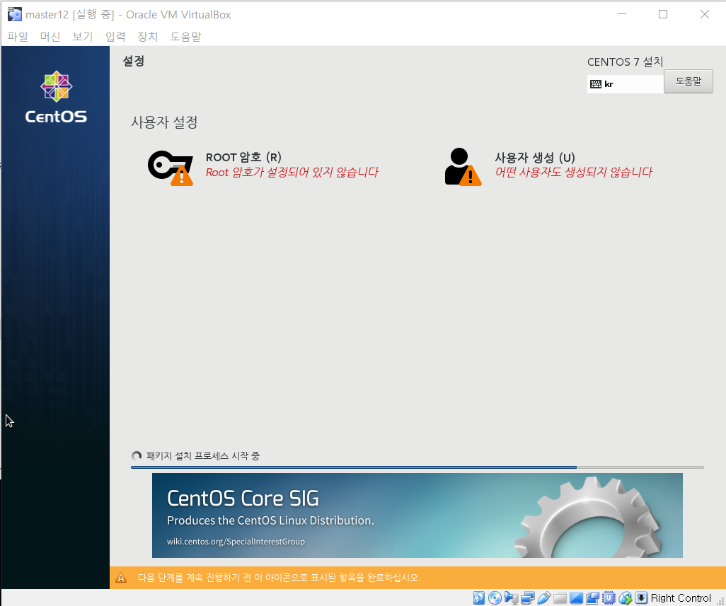 master12 [실행 중] - Oracle VM VirtualBox
파일 머신 보기 입력 장치 도움말
설정
CENTOS 7 설치
kr
도움말
CentOS
사용자 설정
ROOT 암호 (R)
Root 암호가 설정되어 있지 않습니다
사용자 생성 (U)
어떤 사용자도 생성되지 않습니다
패키지 설치 프로세스 시작 중
CentOS Core SIG
Produces the CentOS Linux Distribution.
wiki.centos.org/SpecialInterestGroup
다음 단계를 계속 진행하기 전 이 아이콘으로 표시된 항목을 완료하십시오.
Right Control